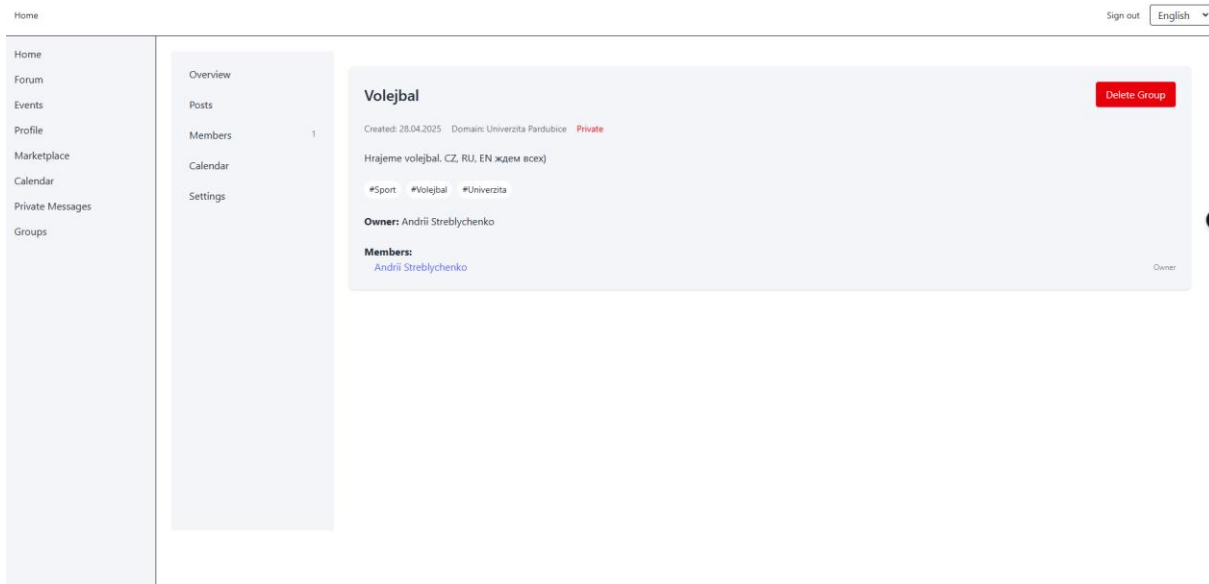 Home
Sign out English
Home
Forum
Events
Profile
Marketplace
Calendar
Private Messages
Groups
Overview
Posts
Members 1
Calendar
Settings
Volejbal
Delete Group
Created: 28.04.2025 Domain: Univerzita Pardubice Private
Hrajeme volejbal. CZ, RU, EN ждем всех)
#Sport #Volejbal #Univerzita
Owner: Andrii Streblychenko
Members:
Andrii Streblychenko Owner